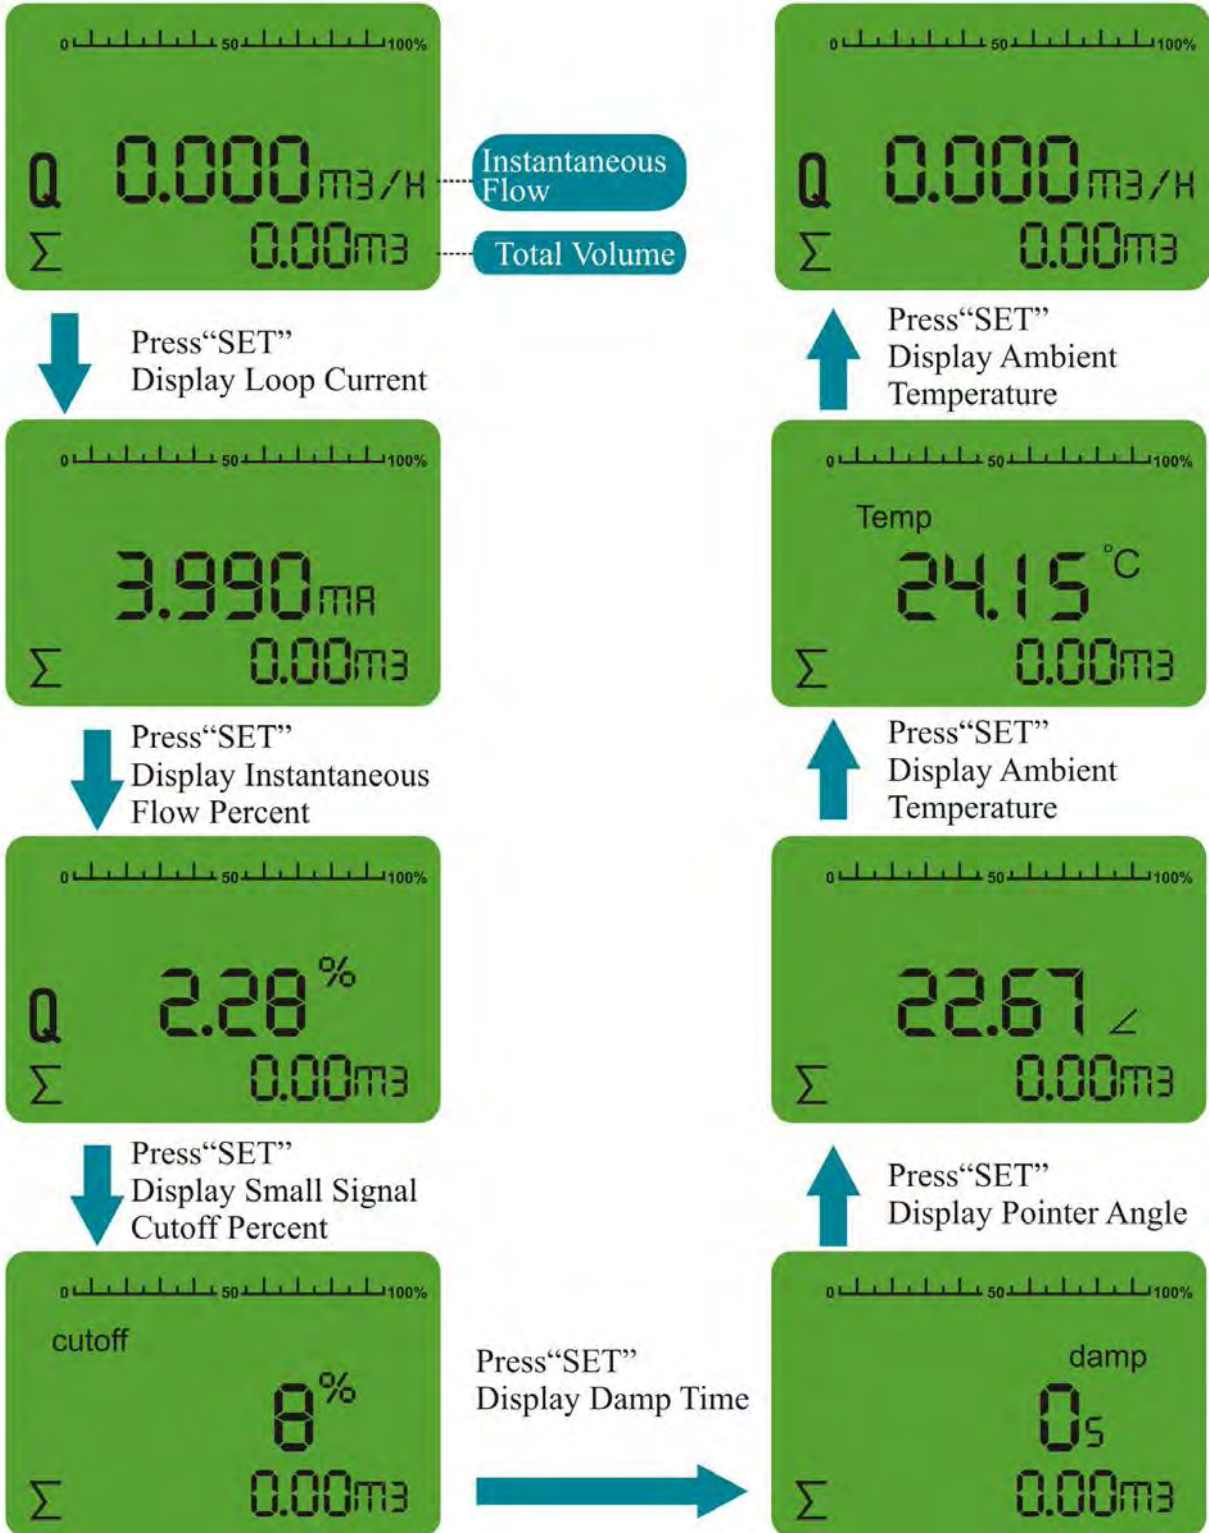 0 50 100%
Q 0.000 m3/H
Σ 0.00m3
Instantaneous
Flow
Total Volume
Press“SET”
Display Loop Current
0 50 100%
3.990mA
Σ 0.00m3
Press“SET”
Display Instantaneous
Flow Percent
0 50 100%
Q 2.28%
Σ 0.00m3
Press“SET”
Display Small Signal
Cutoff Percent
0 50 100%
cutoff
8%
Σ 0.00m3
Press“SET”
Display Damp Time
0 50 100%
damp
0s
Σ 0.00m3
Press“SET”
Display Pointer Angle
0 50 100%
22.67 ∠
Σ 0.00m3
Press“SET”
Display Ambient
Temperature
0 50 100%
Temp
24.15 °C
Σ 0.00m3
Press“SET”
Display Ambient
Temperature
0 50 100%
Q 0.000 m3/H
Σ 0.00m3